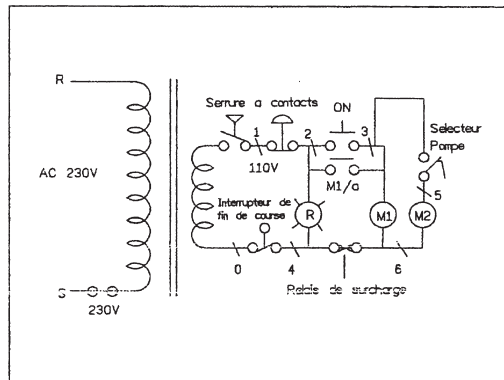 R
AC 230V
S
230V
Serrure a contacts
ON
1
2
3
110V
M1/a
Selecteur
Pompe
5
Interrupteur de
fin de course
R
M1
M2
0
4
6
Relais de surcharge